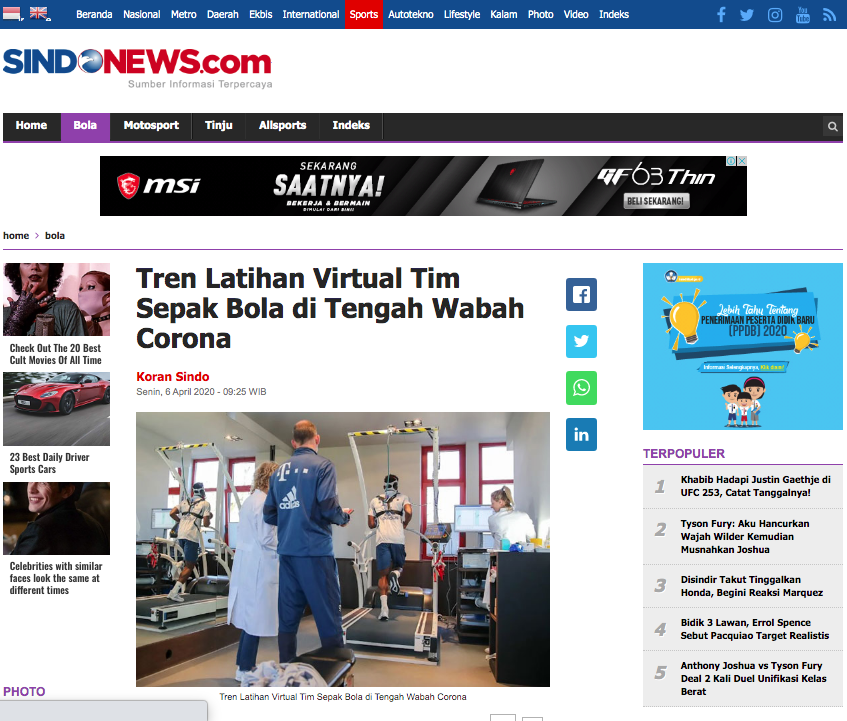 Beranda Nasional Metro Daerah Ekbis International Sports Autotekno Lifestyle Kalam Photo Video Indeks
SINDONEWS.com
Sumber Informasi Terpercaya
Home Bola Motosport Tinju Allsports Indeks
msi
SEKARANG
SAATNYA!
BEKERJA & BERMAIN
DIMULAI DARI SINI!
GF63 Thin
BELI SEKARANG!
home > bola
Check Out The 20 Best
Cult Movies Of All Time
23 Best Daily Driver
Sports Cars
Celebrities with similar
faces look the same at
different times
PHOTO
Tren Latihan Virtual Tim
Sepak Bola di Tengah Wabah
Corona
Koran Sindo
Senin, 6 April 2020 - 09:25 WIB
T
adidas
Tren Latihan Virtual Tim Sepak Bola di Tengah Wabah Corona
You
Tube
in
Lebih Tahu Tentang
PENERIMAAN PESERTA DIDIK BARU
(PPDB) 2020
Informasi Selengkapnya, Klik disini!
TERPOPULER
1 Khabib Hadapi Justin Gaethje di
UFC 253, Catat Tanggalnya!
2 Tyson Fury: Aku Hancurkan
Wajah Wilder Kemudian
Musnahkan Joshua
3 Disindir Takut Tinggalkan
Honda, Begini Reaksi Marquez
4 Bidik 3 Lawan, Errol Spence
Sebut Pacquiao Target Realistis
5 Anthony Joshua vs Tyson Fury
Deal 2 Kali Duel Unifikasi Kelas
Berat